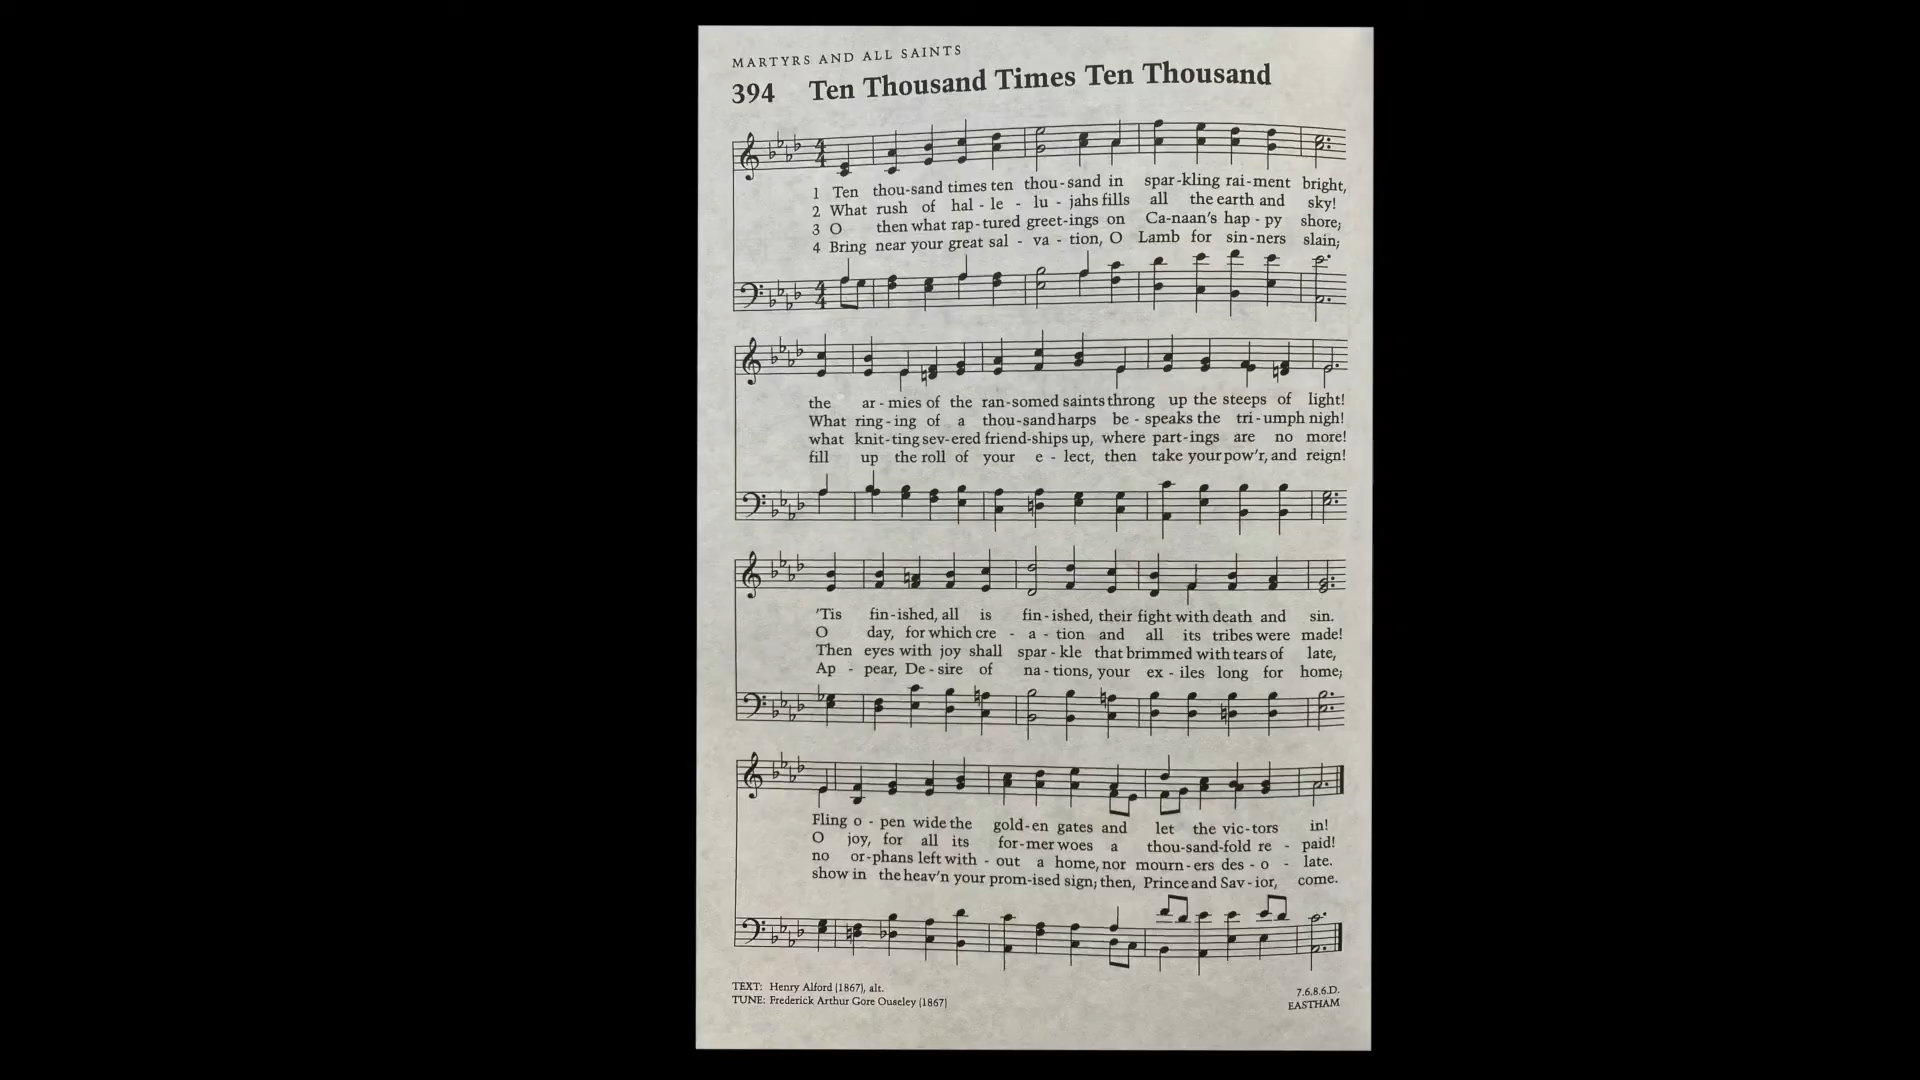 MARTYRS AND ALL SAINTS
394 Ten Thousand Times Ten Thousand
1 Ten thou-sand times ten thou-sand in spar-kling rai-ment bright,
2 What rush of hal-le-lu-jahs fills all the earth and sky!
3 O then what rap-tured greet-ings on Ca-naan's hap-py shore;
4 Bring near your great sal-va-tion, O Lamb for sin-ners slain;
the ar-mies of the ran-somed saints throng up the steeps of light!
What ring-ing of a thou-sand harps be-speaks the tri-umph nigh!
what knit-ting sev-ered friend-ships up, where part-ings are no more!
fill up the roll of your e-lect, then take your pow'r, and reign!
'Tis fin-ished, all is fin-ished, their fight with death and sin.
O day, for which cre-a-tion and all its tribes were made!
Then eyes with joy shall spar-kle that brimmed with tears of late,
Ap-pear, De-sire of na-tions, your ex-iles long for home;
Fling o-pen wide the gold-en gates and let the vic-tors in!
O joy, for all its for-mer woes a thou-sand-fold re-paid!
no or-phans left with-out a home, nor mourn-ers des-o-late.
show in the heav'n your prom-ised sign; then, Prince and Sav-ior, come.
TEXT: Henry Alford (1867), alt.
TUNE: Frederick Arthur Gore Ouseley (1867)
7.6.8.6.D.
EASTHAM